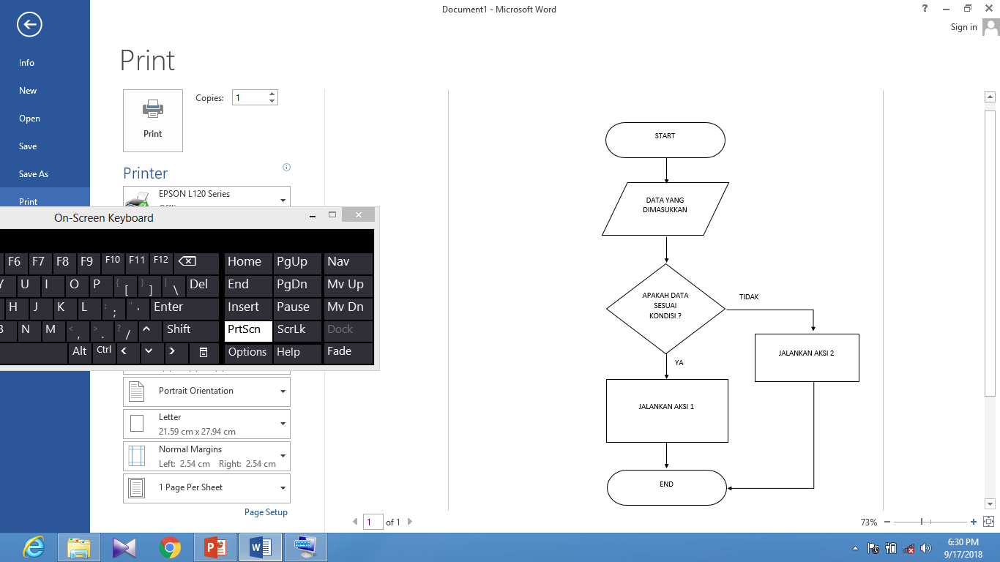 Document1 - Microsoft Word
?
Sign in
Info
New
Open
Save
Save As
Print
Print
Print
Copies:
1
Printer
EPSON L120 Series
On-Screen Keyboard
F6 F7 F8 F9 F10 F11 F12 Home PgUp Nav
Y U I O P { [ } ] | \ Del End PgDn Mv Up
H J K L : ; " ' Enter Insert Pause Mv Dn
B N M < , > . ? / Shift PrtScn ScrLk Dock
Alt Ctrl Options Help Fade
Portrait Orientation
Letter
21.59 cm x 27.94 cm
Normal Margins
Left: 2.54 cm Right: 2.54 cm
1 Page Per Sheet
Page Setup
START
DATA YANG
DIMASUKKAN
APAKAH DATA
SESUAI
KONDISI ?
TIDAK
YA
JALANKAN AKSI 2
JALANKAN AKSI 1
END
1 of 1
73%
6:30 PM
9/17/2018